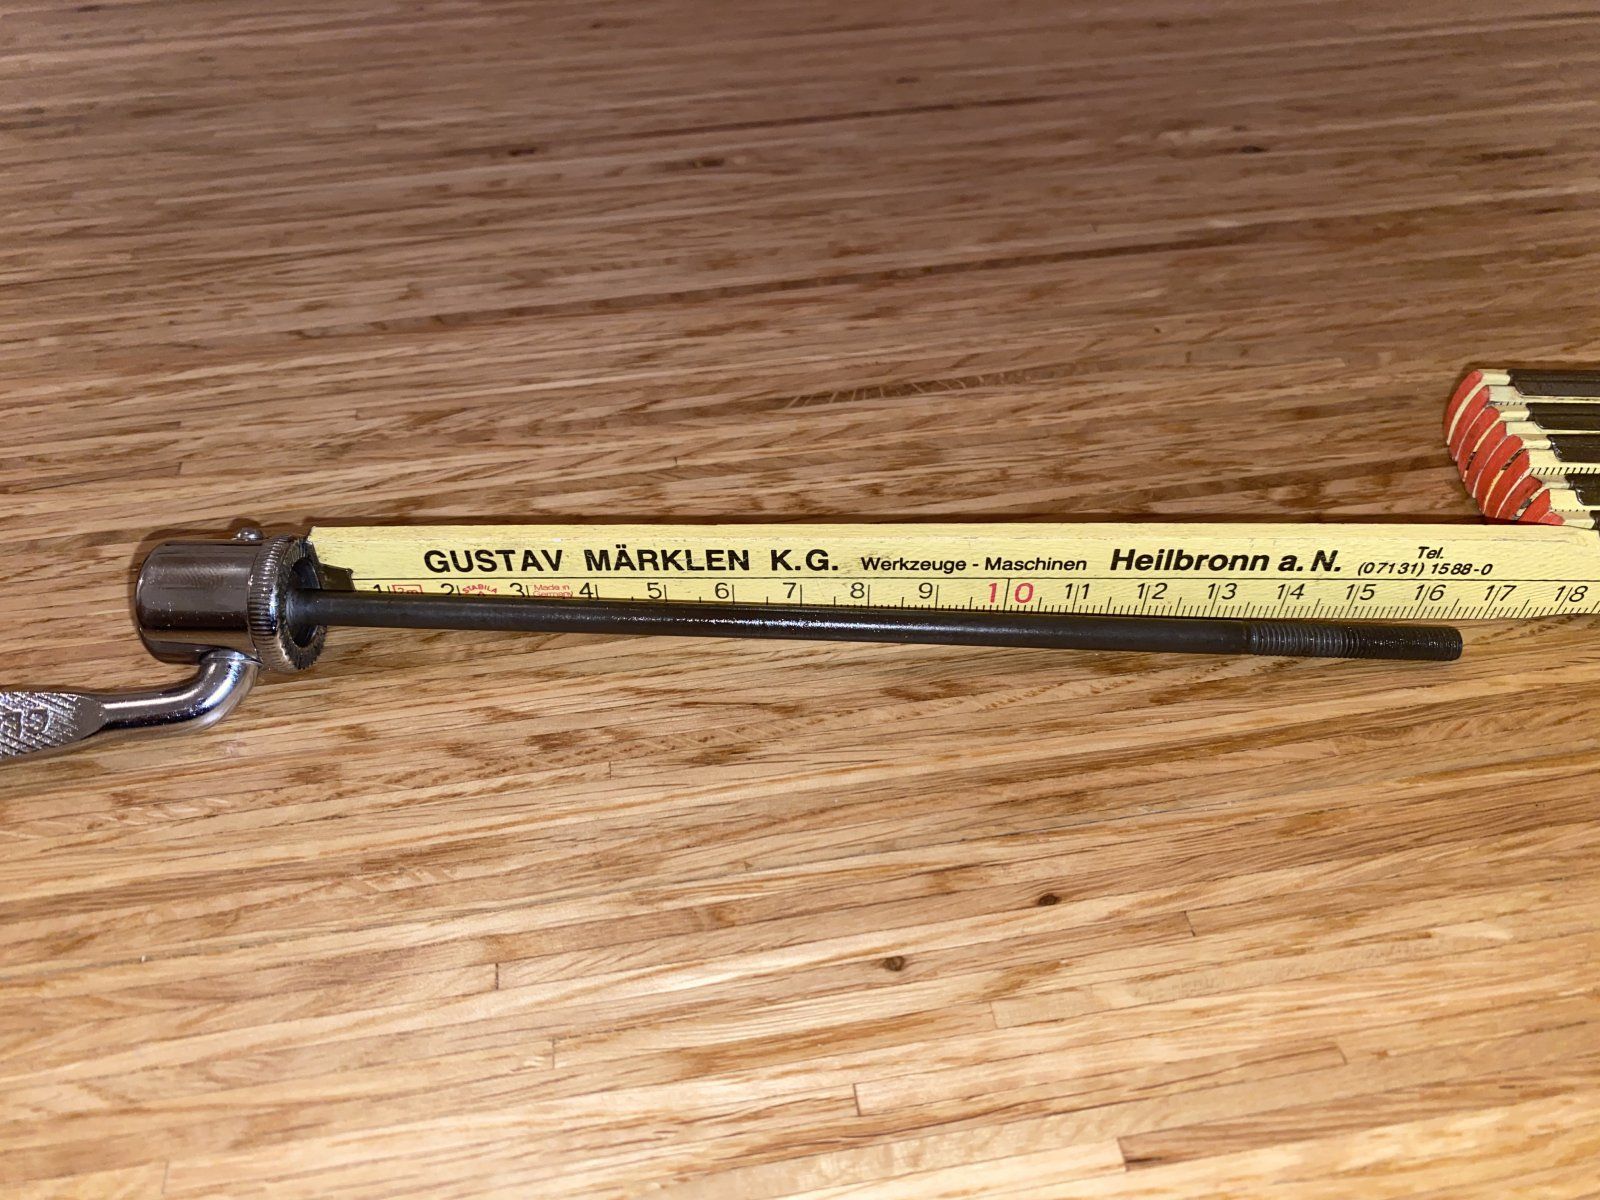 GUSTAV MÄRKLEN K.G. Werkzeuge - Maschinen Heilbronn a. N. Tel. (07131) 1588-0
1 2m 2 STABILA 3 Made in Germany 4 5 6 7 8 9 10 11 12 13 14 15 16 17 18